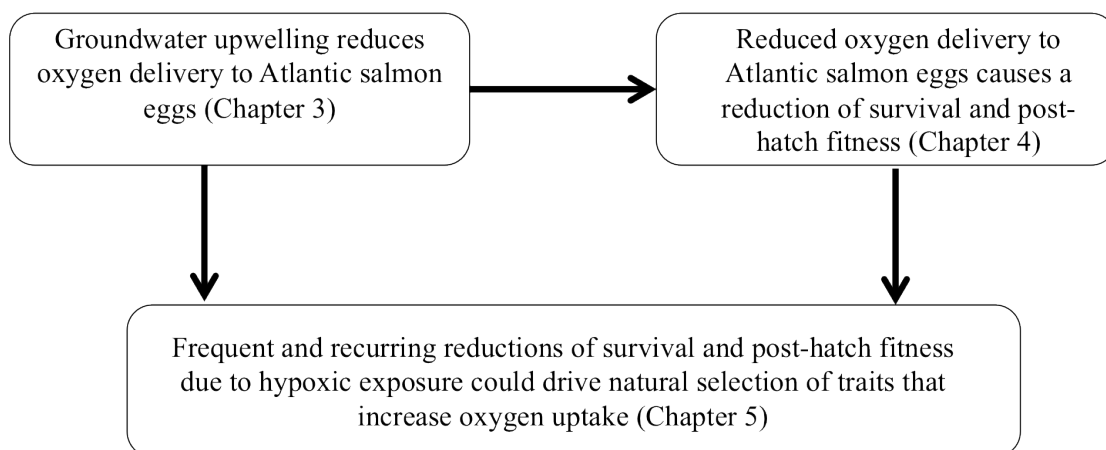 Groundwater upwelling reduces
oxygen delivery to Atlantic salmon
eggs (Chapter 3)
Reduced oxygen delivery to
Atlantic salmon eggs causes a
reduction of survival and post-
hatch fitness (Chapter 4)
Frequent and recurring reductions of survival and post-hatch fitness
due to hypoxic exposure could drive natural selection of traits that
increase oxygen uptake (Chapter 5)